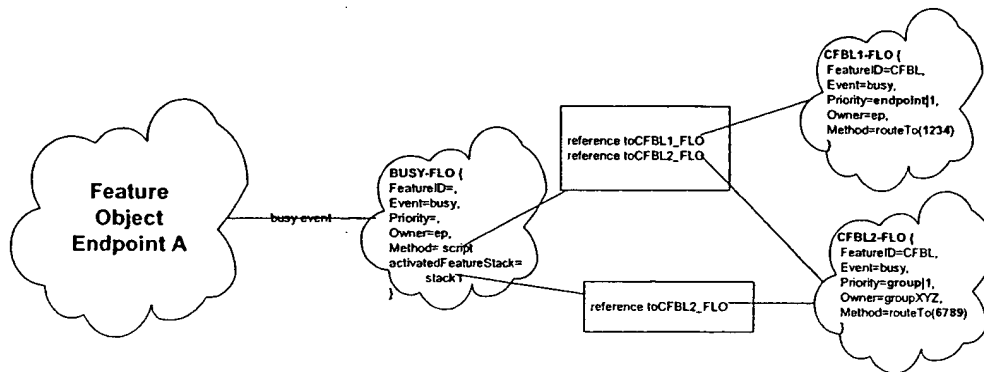 Feature
Object
Endpoint A
busy event
BUSY-FLO {
FeatureID=,
Event=busy,
Priority=,
Owner=ep,
Method= script
activatedFeatureStack=
stack1
}
reference toCFBL1_FLO
reference toCFBL2_FLO
reference toCFBL2_FLO
CFBL1-FLO {
FeatureID=CFBL,
Event=busy,
Priority=endpoint|1,
Owner=ep,
Method=routeTo(1234)
CFBL2-FLO {
FeatureID=CFBL,
Event=busy,
Priority=group|1,
Owner=groupXYZ,
Method=routeTo(6789)